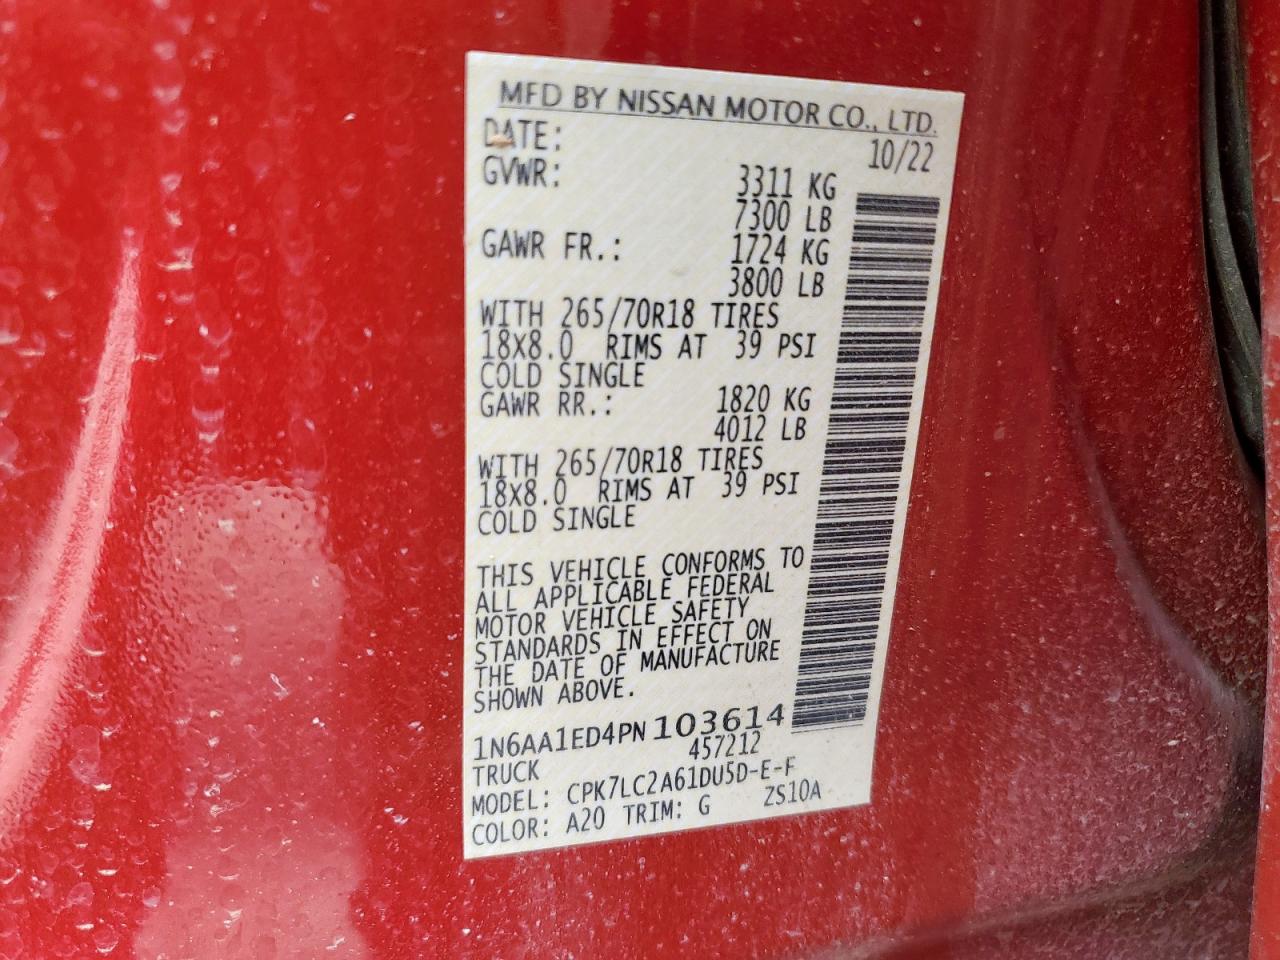 MFD BY NISSAN MOTOR CO., LTD.
DATE: 10/22
GVWR: 3311 KG
7300 LB
GAWR FR.: 1724 KG
3800 LB
WITH 265/70R18 TIRES
18X8.0 RIMS AT 39 PSI
COLD SINGLE
GAWR RR.: 1820 KG
4012 LB
WITH 265/70R18 TIRES
18X8.0 RIMS AT 39 PSI
COLD SINGLE
THIS VEHICLE CONFORMS TO
ALL APPLICABLE FEDERAL
MOTOR VEHICLE SAFETY
STANDARDS IN EFFECT ON
THE DATE OF MANUFACTURE
SHOWN ABOVE.
1N6AA1ED4PN103614
TRUCK 457212
MODEL: CPK7LC2A61DU5D-E-F
COLOR: A20 TRIM: G ZS10A